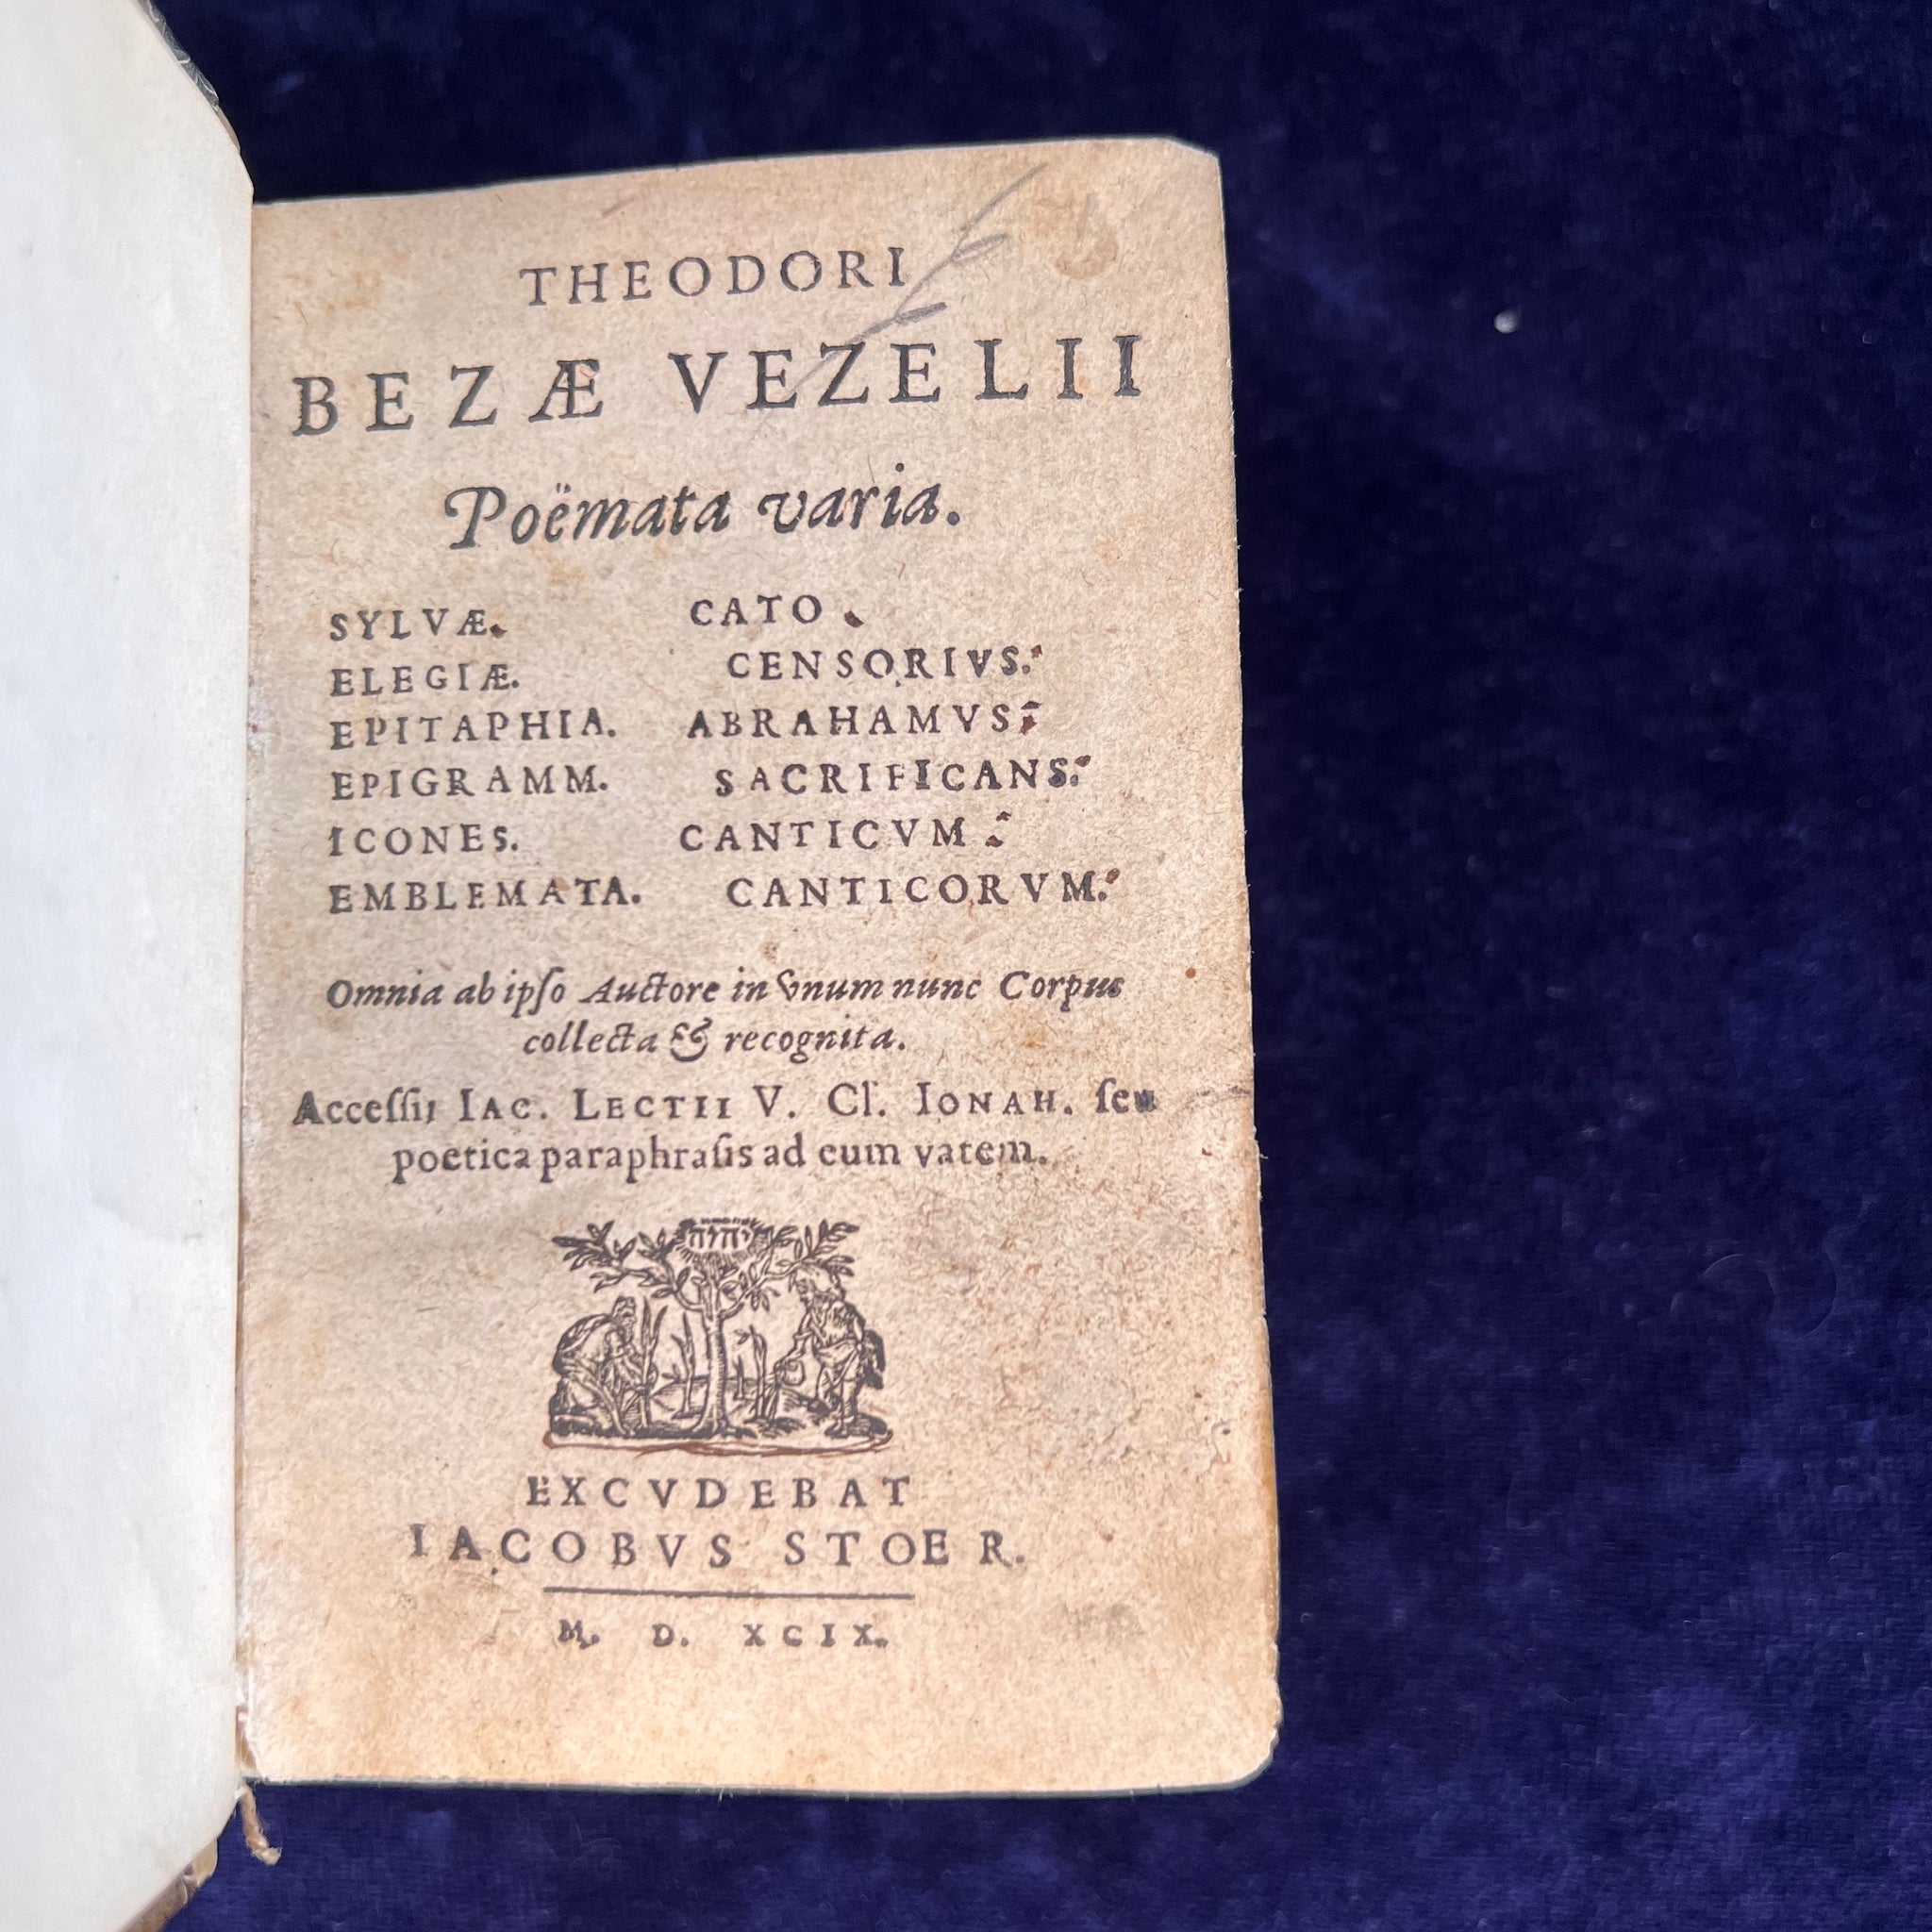 THEODORI
BEZÆ VEZELII
Poëmata varia.
SYLVÆ.
ELEGIÆ.
EPITAPHIA.
EPIGRAMM.
ICONES.
EMBLEMATA.
CATO
CENSORIVS.
ABRAHAMVS
SACRIFICANS.
CANTICVM
CANTICORVM.
Omnia ab ipſo Auctore in vnum nunc Corpus
collecta & recognita.
Acceſſit IAC. LECTII V. Cl. IONAH. ſeu
poetica paraphraſis ad eum vatem.
יהוה
EXCVDEBAT
IACOBVS STOER.
M. D. XCIX.